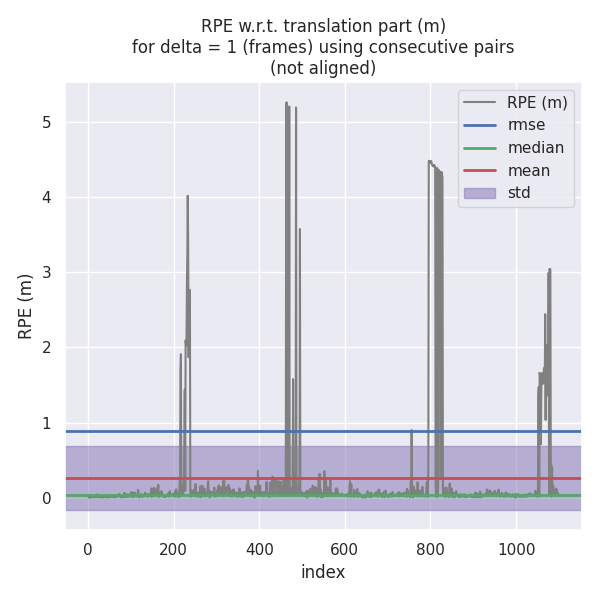 RPE w.r.t. translation part (m)
for delta = 1 (frames) using consecutive pairs
(not aligned)
RPE (m)
rmse
median
mean
std
RPE (m)
5
4
3
2
1
0
0 200 400 600 800 1000
index